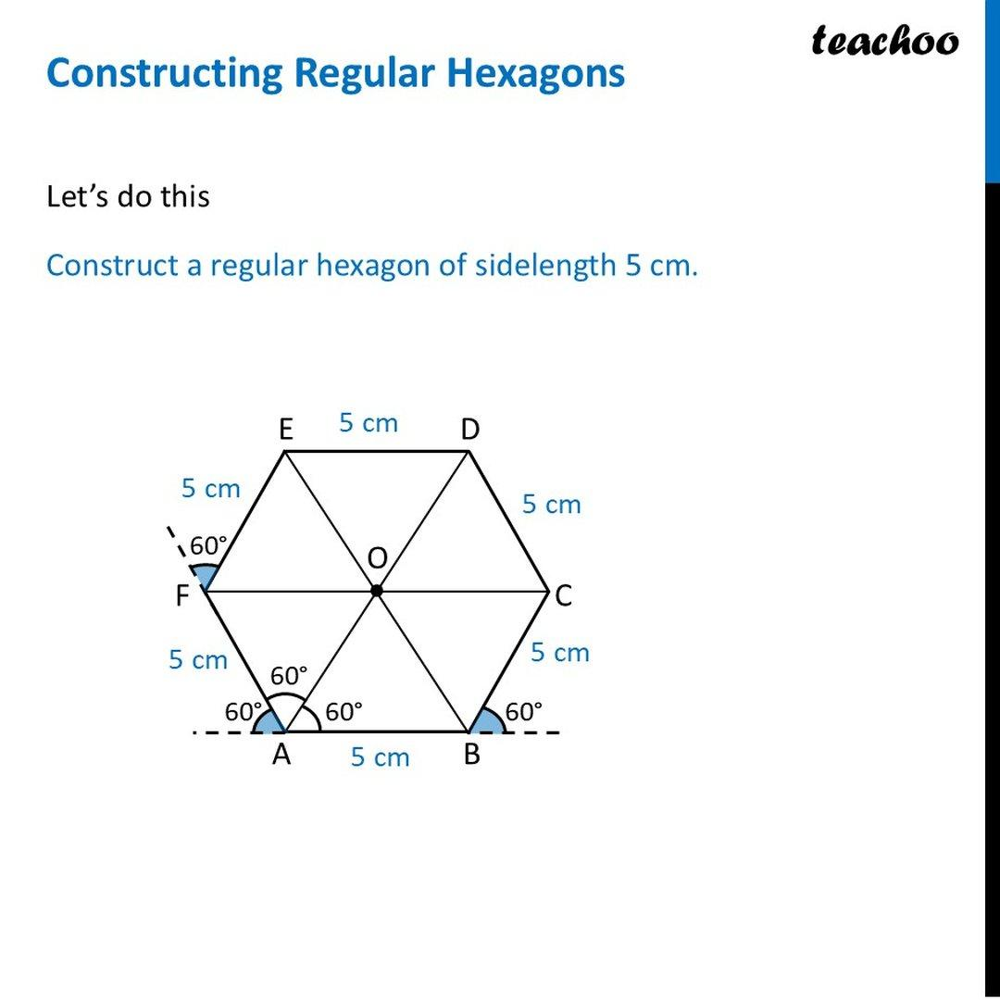 teachoo
Constructing Regular Hexagons
Let’s do this
Construct a regular hexagon of sidelength 5 cm.
E 5 cm D
5 cm
5 cm
60°
O
F
C
5 cm
5 cm
60°
60°
60°
60°
A
5 cm
B